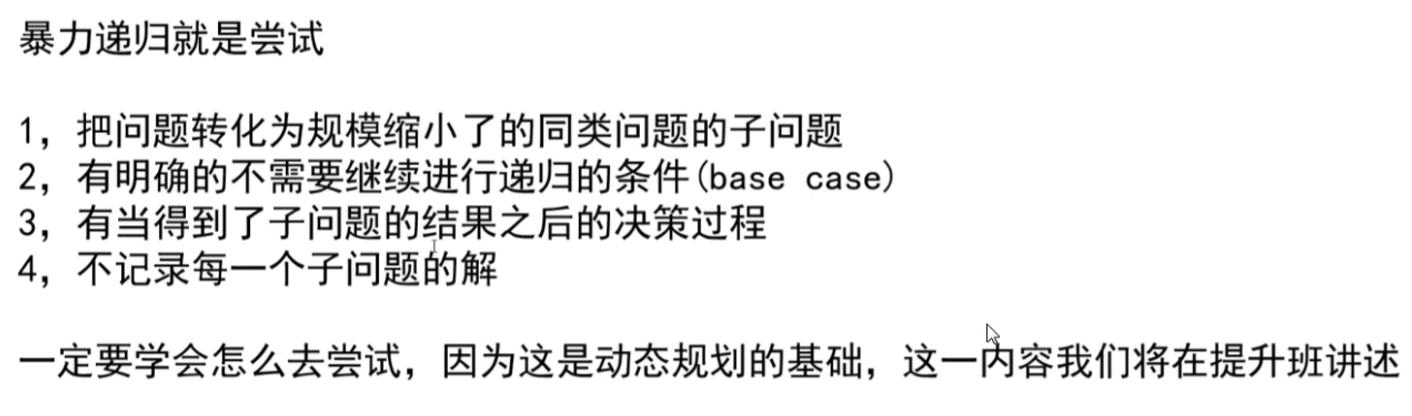 暴力递归就是尝试
1，把问题转化为规模缩小了的同类问题的子问题
2，有明确的不需要继续进行递归的条件(base case)
3，有当得到了子问题的结果之后的决策过程
4，不记录每一个子问题的解
一定要学会怎么去尝试，因为这是动态规划的基础，这一内容我们将在提升班讲述